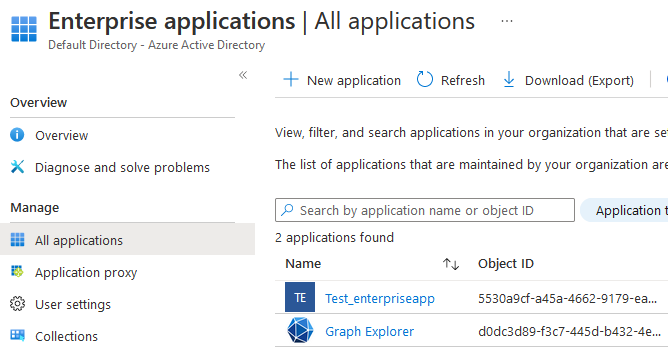 Enterprise applications | All applications ...
Default Directory - Azure Active Directory
«
Overview
Overview
Diagnose and solve problems
Manage
All applications
Application proxy
User settings
Collections
+ New application Refresh Download (Export)
View, filter, and search applications in your organization that are se
The list of applications that are maintained by your organization are
Search by application name or object ID Application t
2 applications found
Name ↑↓ Object ID
TE Test_enterpriseapp 5530a9cf-a45a-4662-9179-ea...
Graph Explorer d0dc3d89-f3c7-445d-b432-4e...